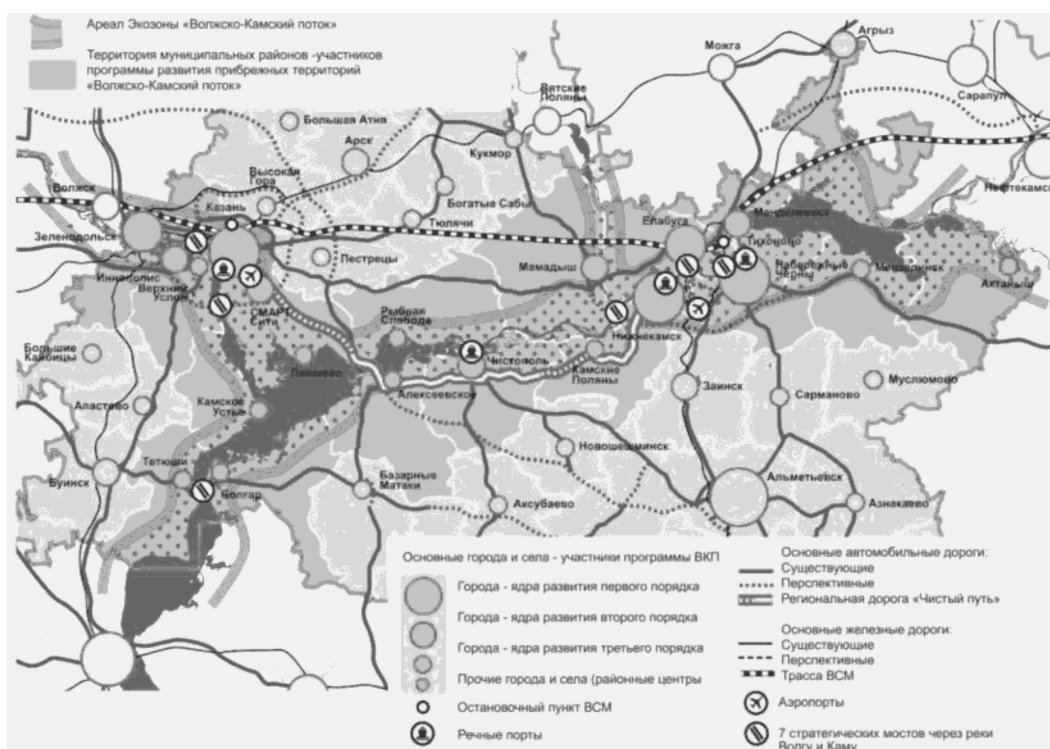 Ареал Экозоны «Волжско-Камский поток»
Территория муниципальных районов -участников
программы развития прибрежных территорий
«Волжско-Камский поток»
Агрыз
Можга
Вятские
Поляны
Сарапул
Большая Атня
Арск
Кукмор
Высокая
Гора
Волжск
Казань
Богатые Сабы
Нефтекамск
Тюлячи
Елабуга
Менделеевск
Зеленодольск
Пестрецы
Мамадыш
Набережные
Челны
Мензелинск
Иннополис
Верхний
Услон
Актаныш
СМАРТ
Сити
Рыбная
Слобода
Нижнекамск
Большие
Кайбицы
Лаишево
Чистополь
Камские
Поляны
Заинск
Муслюмово
Апастово
Камское
Устье
Алексеевское
Сарманово
Новошешминск
Тетюши
Буинск
Болгар
Базарные
Матаки
Альметьевск
Аксубаево
Азнакаево
Основные города и села - участники программы ВКП
Города - ядра развития первого порядка
Города - ядра развития второго порядка
Города - ядра развития третьего порядка
Прочие города и села (районные центры
Остановочный пункт ВСМ
Речные порты
Основные автомобильные дороги:
Существующие
Перспективные
Региональная дорога «Чистый путь»
Основные железные дороги:
Существующие
Перспективные
Трасса ВСМ
Аэропорты
7 стратегических мостов через реки
Волгу и Каму